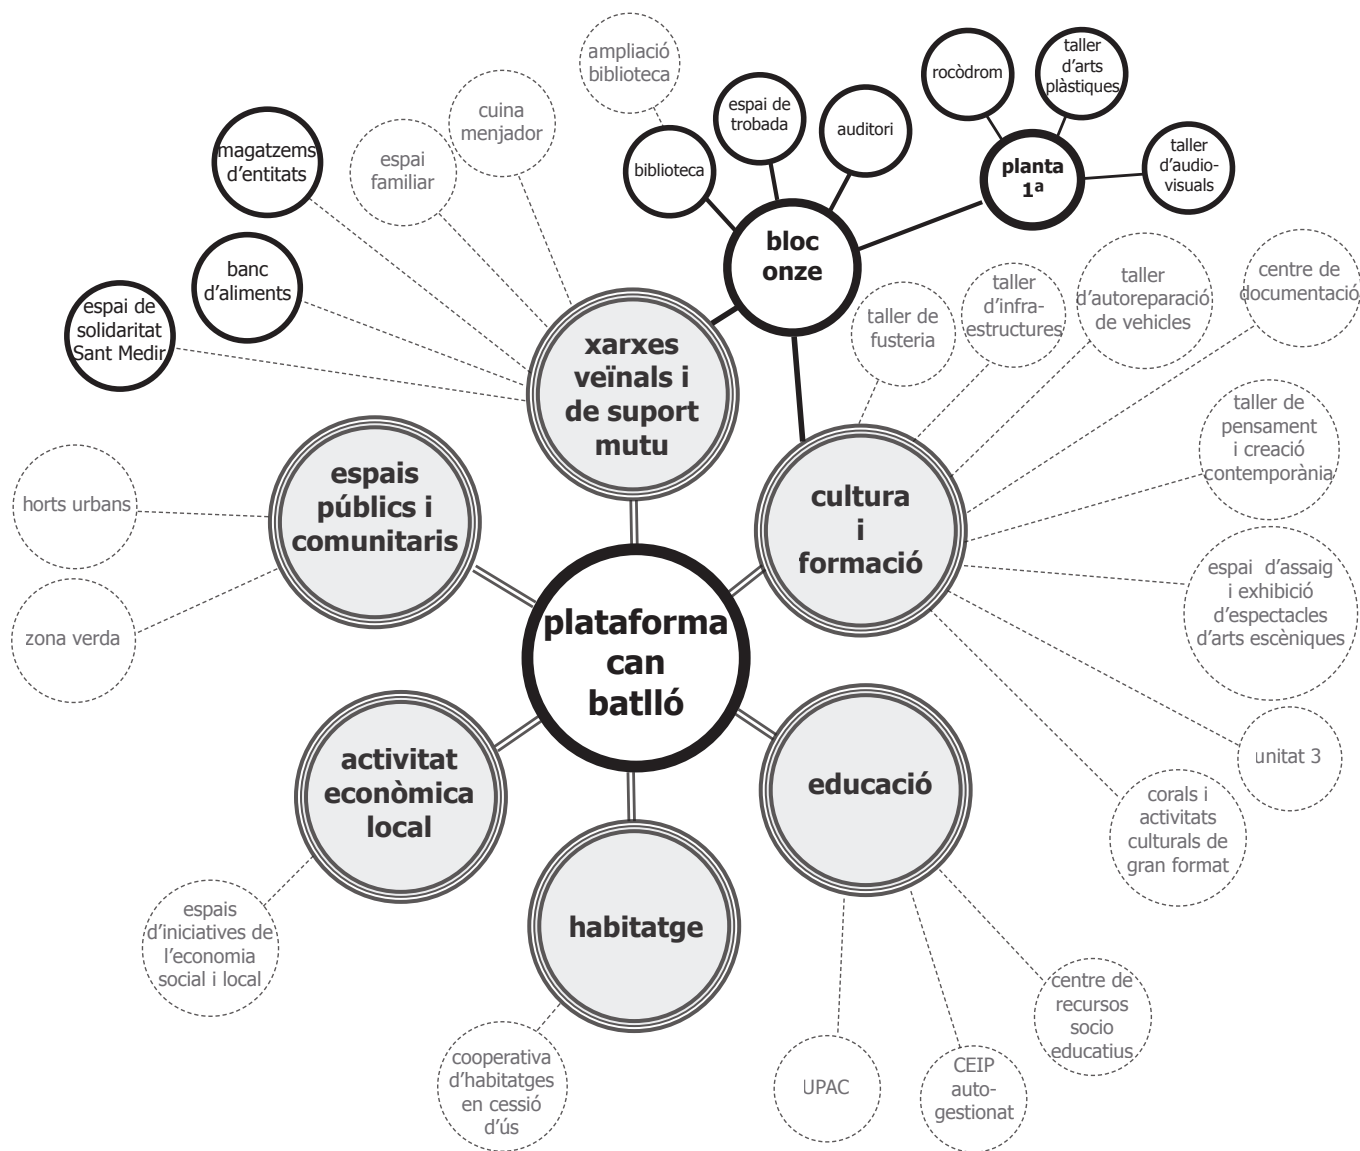 ampliació
biblioteca
rocòdrom
taller
d'arts
plàstiques
espai de
trobada
auditori
cuina
menjador
magatzems
d'entitats
espai
familiar
biblioteca
planta
1ª
taller
d'audio-
visuals
bloc
onze
banc
d'aliments
espai de
solidaritat
Sant Medir
taller de
fusteria
taller
d'infra-
estructures
taller
d'autoreparació
de vehicles
centre de
documentació
xarxes
veïnals i
de suport
mutu
taller de
pensament
i creació
contemporània
horts urbans
espais
públics i
comunitaris
cultura
i
formació
espai d'assaig
i exhibició
d'espectacles
d'arts escèniques
zona verda
plataforma
can
batlló
unitat 3
activitat
econòmica
local
educació
corals i
activitats
culturals de
gran format
espais
d'iniciatives de
l'economia
social i local
habitatge
centre de
recursos
socio
educatius
cooperativa
d'habitatges
en cessió
d'ús
UPAC
CEIP
auto-
gestionat